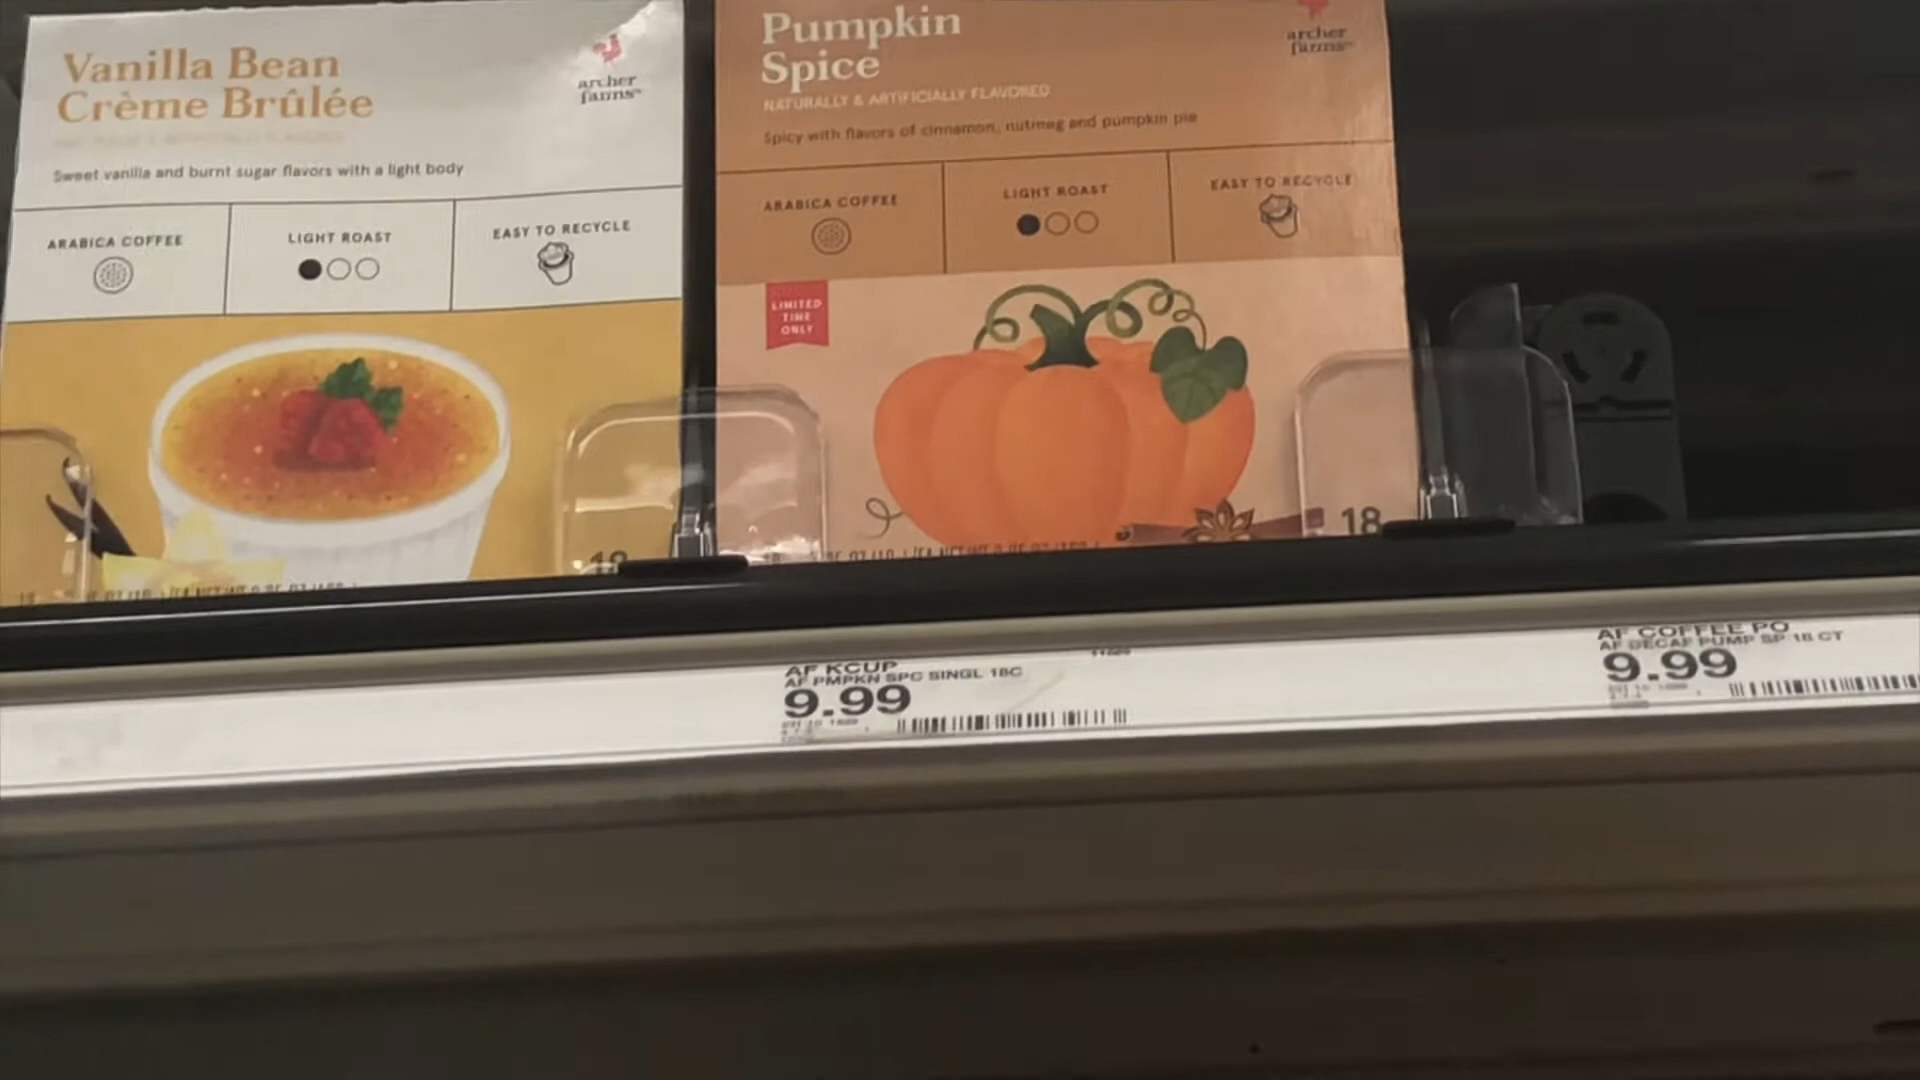 Vanilla Bean
Crème Brûlée
archer
farms
Sweet vanilla and burnt sugar flavors with a light body
ARABICA COFFEE
LIGHT ROAST
EASY TO RECYCLE
Pumpkin
Spice
archer
farms
NATURALLY & ARTIFICIALLY FLAVORED
Spicy with flavors of cinnamon, nutmeg and pumpkin pie
ARABICA COFFEE
LIGHT ROAST
EASY TO RECYCLE
LIMITED
TIME
ONLY
18
AF KCUP
AF PMPKN SPC SINGL 18C
9.99
AF COFFEE PO
AF DECAF PUMP SP 18 CT
9.99